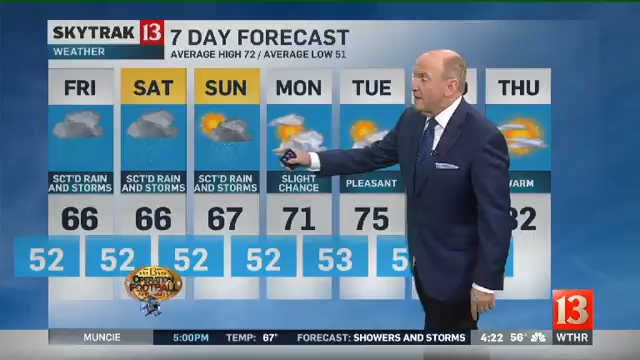 SKYTRAK 13
WEATHER
7 DAY FORECAST
AVERAGE HIGH 72 / AVERAGE LOW 51
FRI SAT SUN MON TUE THU
SCT'D RAIN AND STORMS
SCT'D RAIN AND STORMS
SCT'D RAIN AND STORMS
SLIGHT CHANCE
PLEASANT
66 66 67 71 75
52 52 52 52 53
13
OPERATION
FOOTBALL
13
MUNCIE 5:00PM TEMP: 67° FORECAST: SHOWERS AND STORMS 4:22 56° WTHR